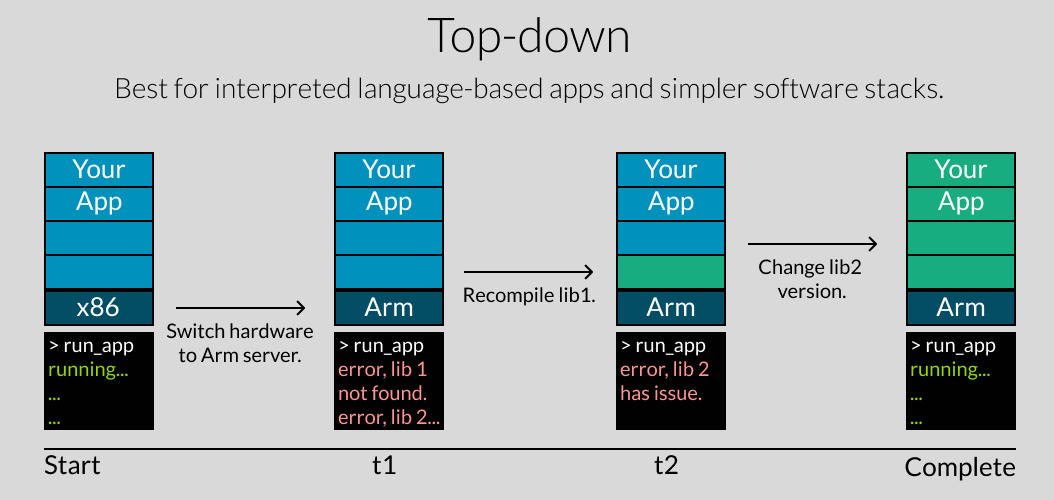 Top-down
Best for interpreted language-based apps and simpler software stacks.
Your
App
x86
> run_app
running...
...
...
Switch hardware
to Arm server.
Your
App
Arm
> run_app
error, lib 1
not found.
error, lib 2...
Recompile lib1.
Your
App
Arm
> run_app
error, lib 2
has issue.
Change lib2
version.
Your
App
Arm
> run_app
running...
...
...
Start
t1
t2
Complete